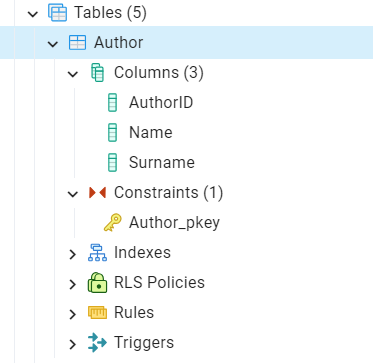 Tables (5)
Author
Columns (3)
AuthorID
Name
Surname
Constraints (1)
Author_pkey
Indexes
RLS Policies
Rules
Triggers